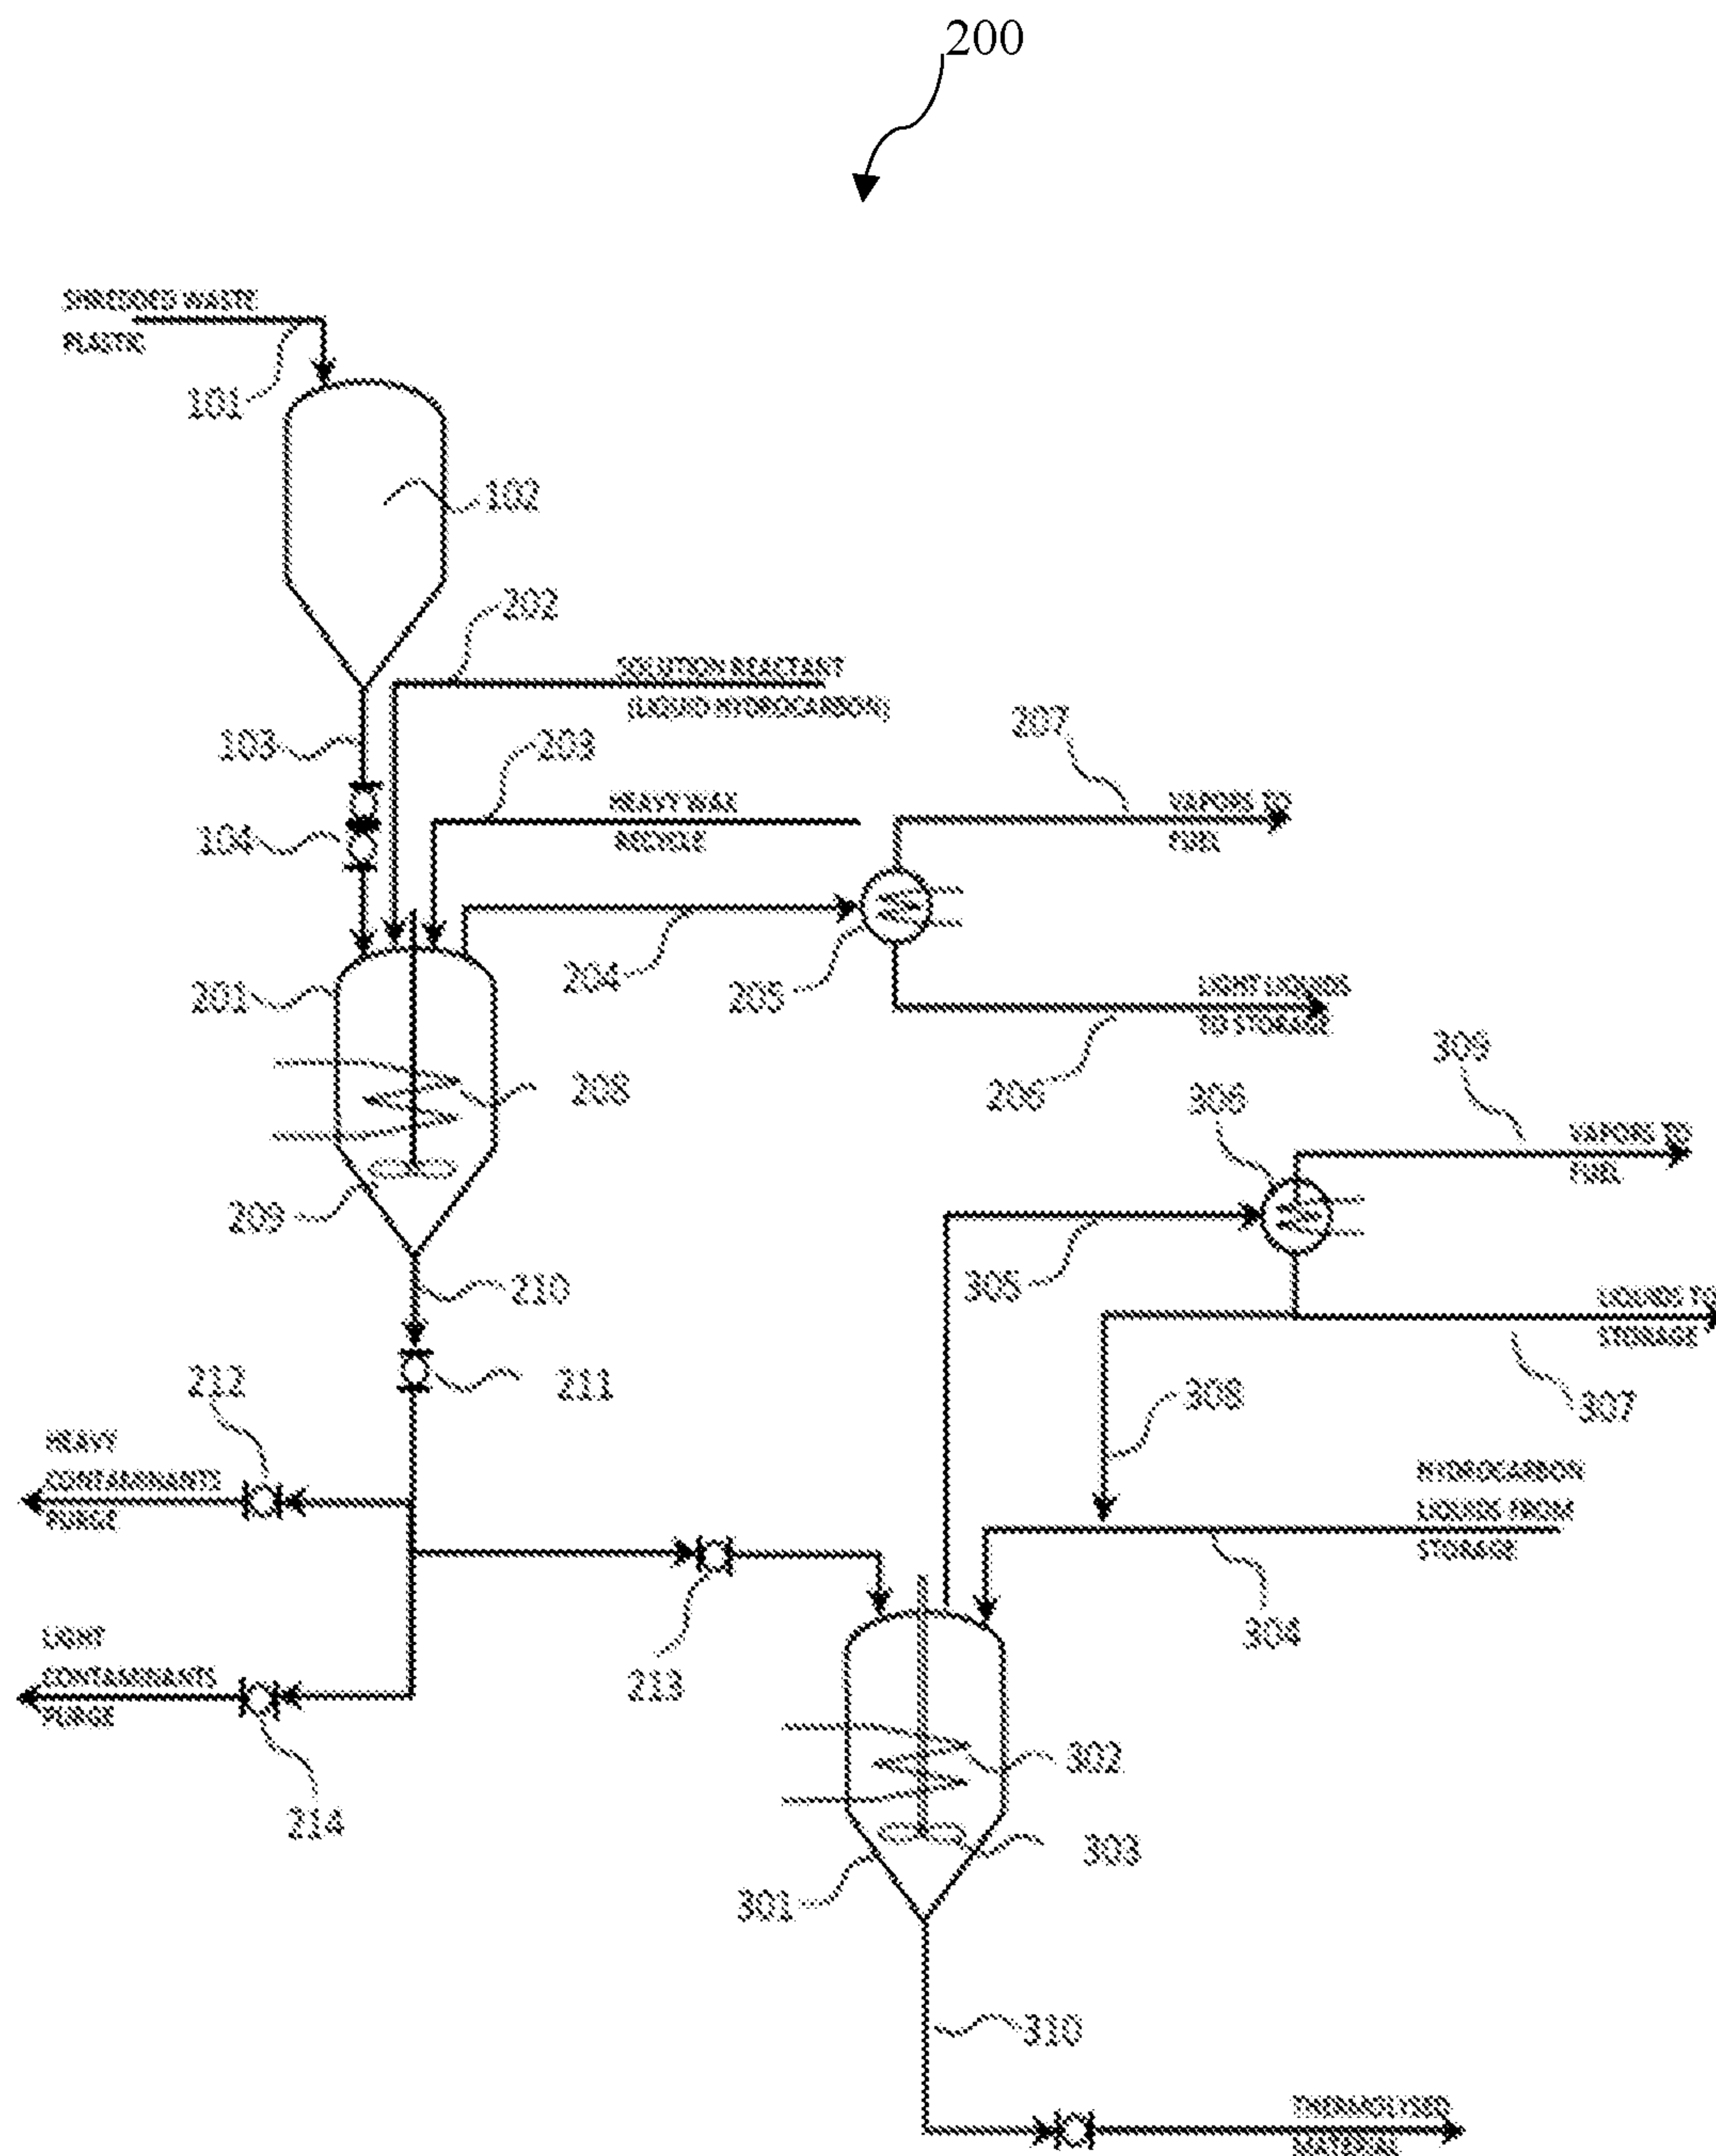 200
SHREDDED WASTE
PLASTIC
101
102
202
SOLUTION REACTANT
(LIQUID HYDROCARBON)
103
203
207
HEAVY WAX
RECYCLE
VAPORS TO
FUEL
104
201
204
205
LIGHT LIQUIDS
TO STORAGE
208
206
309
306
VAPORS TO
FUEL
209
210
305
LIQUIDS TO
STORAGE
212
211
308
307
HEAVY
CONTAMINANTS
PURGE
HYDROCARBON
LIQUIDS FROM
STORAGE
LIGHT
CONTAMINANTS
PURGE
213
304
214
302
303
301
310
THERMOLYSED
MATERIAL